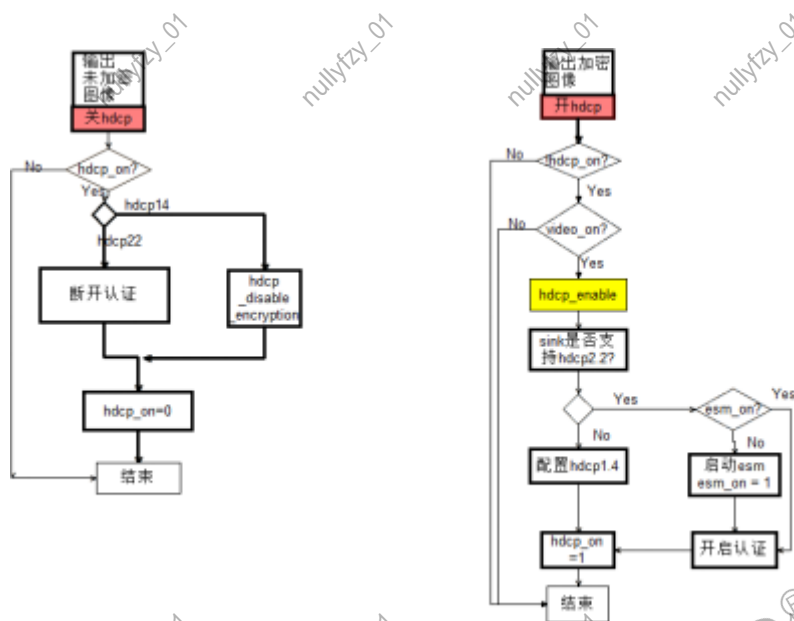 nullyfzy_01
nullyfzy_01
nullyfzy_01
nullyfzy_01
输出
未加密
图像
关hdcp
hdcp_on?
No
Yes
hdcp14
hdcp22
断开认证
hdcp
_disable
_encryption
hdcp_on=0
结束
输出加密
图像
开hdcp
!hdcp_on?
No
Yes
video_on?
No
Yes
hdcp_enable
sink是否支
持hdcp2.2?
Yes
esm_on?
Yes
No
No
配置hdcp1.4
启动esm
esm_on = 1
hdcp_on
=1
开启认证
结束